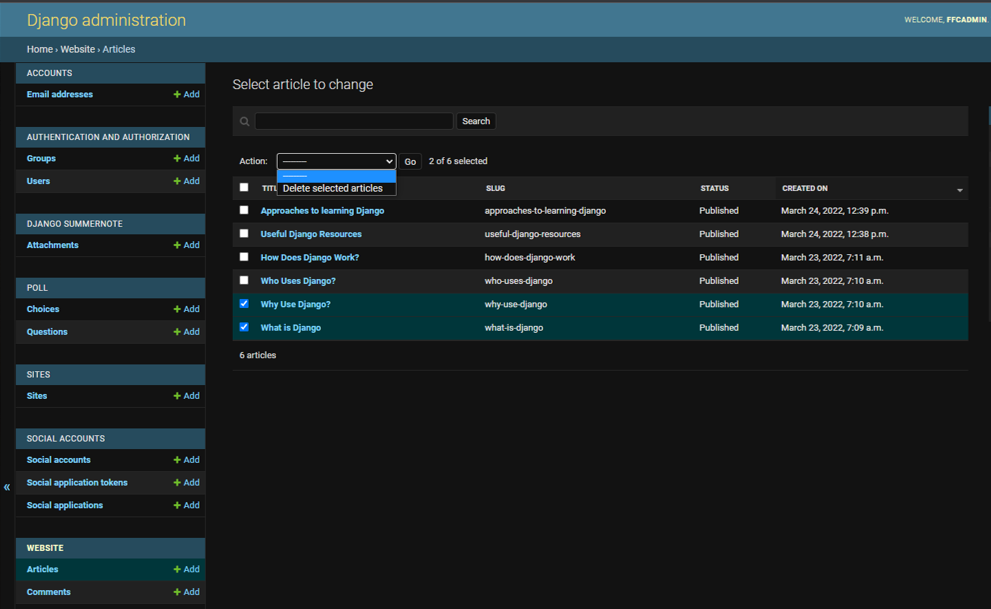 Django administration
WELCOME, FFCADMIN.
Home › Website › Articles
ACCOUNTS
Email addresses + Add
AUTHENTICATION AND AUTHORIZATION
Groups + Add
Users + Add
DJANGO SUMMERNOTE
Attachments + Add
POLL
Choices + Add
Questions + Add
SITES
Sites + Add
SOCIAL ACCOUNTS
Social accounts + Add
Social application tokens + Add
Social applications + Add
«
WEBSITE
Articles + Add
Comments + Add
Select article to change
Search
Action: --------- Go 2 of 6 selected
---------
Delete selected articles
SLUG STATUS CREATED ON
Approaches to learning Django approaches-to-learning-django Published March 24, 2022, 12:39 p.m.
Useful Django Resources useful-django-resources Published March 24, 2022, 12:38 p.m.
How Does Django Work? how-does-django-work Published March 23, 2022, 7:11 a.m.
Who Uses Django? who-uses-django Published March 23, 2022, 7:10 a.m.
Why Use Django? why-use-django Published March 23, 2022, 7:10 a.m.
What is Django what-is-django Published March 23, 2022, 7:09 a.m.
6 articles